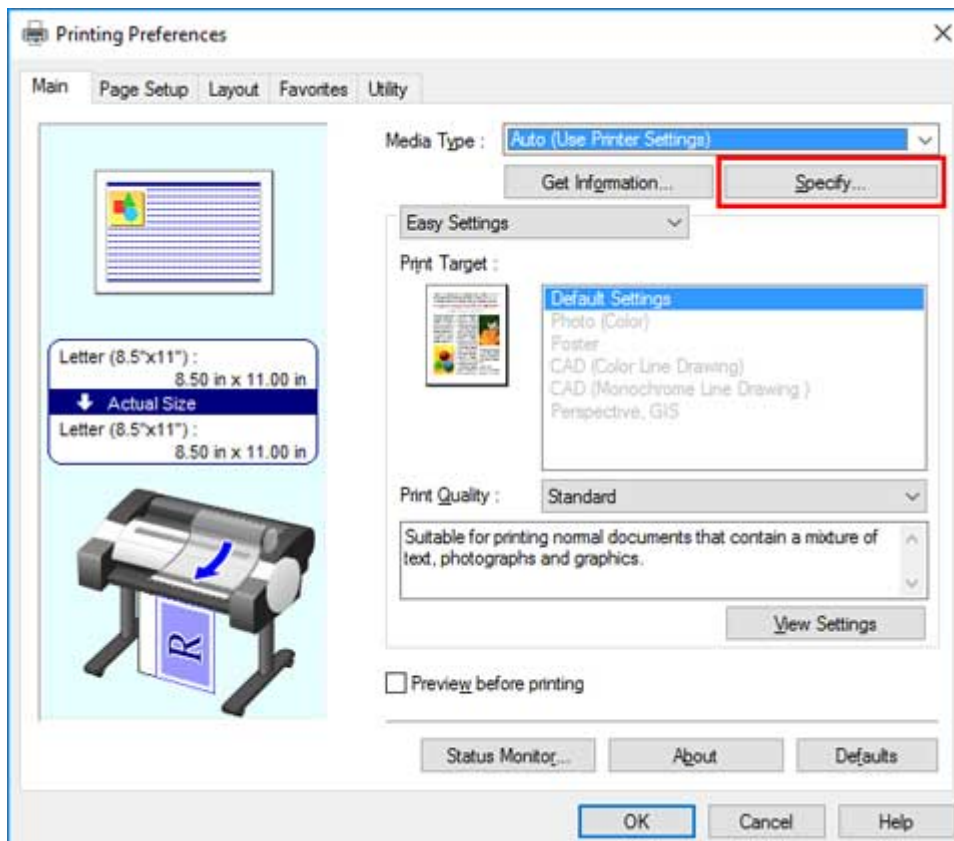 Printing Preferences
Main Page Setup Layout Favorites Utility
Media Type : Auto (Use Printer Settings)
Get Information... Specify...
Easy Settings
Print Target :
Default Settings
Photo (Color)
Poster
CAD (Color Line Drawing)
CAD (Monochrome Line Drawing )
Perspective, GIS
Letter (8.5"x11") :
8.50 in x 11.00 in
Actual Size
Letter (8.5"x11") :
8.50 in x 11.00 in
R
Print Quality : Standard
Suitable for printing normal documents that contain a mixture of
text, photographs and graphics.
View Settings
Preview before printing
Status Monitor... About Defaults
OK Cancel Help